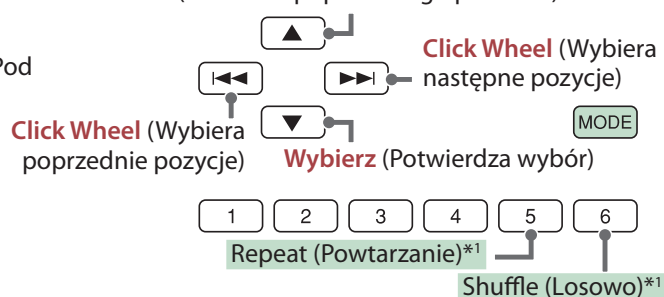 Pod
Click Wheel (Wybiera
następne pozycje)
Click Wheel (Wybiera
poprzednie pozycje)
MODE
Wybierz (Potwierdza wybór)
1 2 3 4 5 6
Repeat (Powtarzanie)*1
Shuffle (Losowo)*1